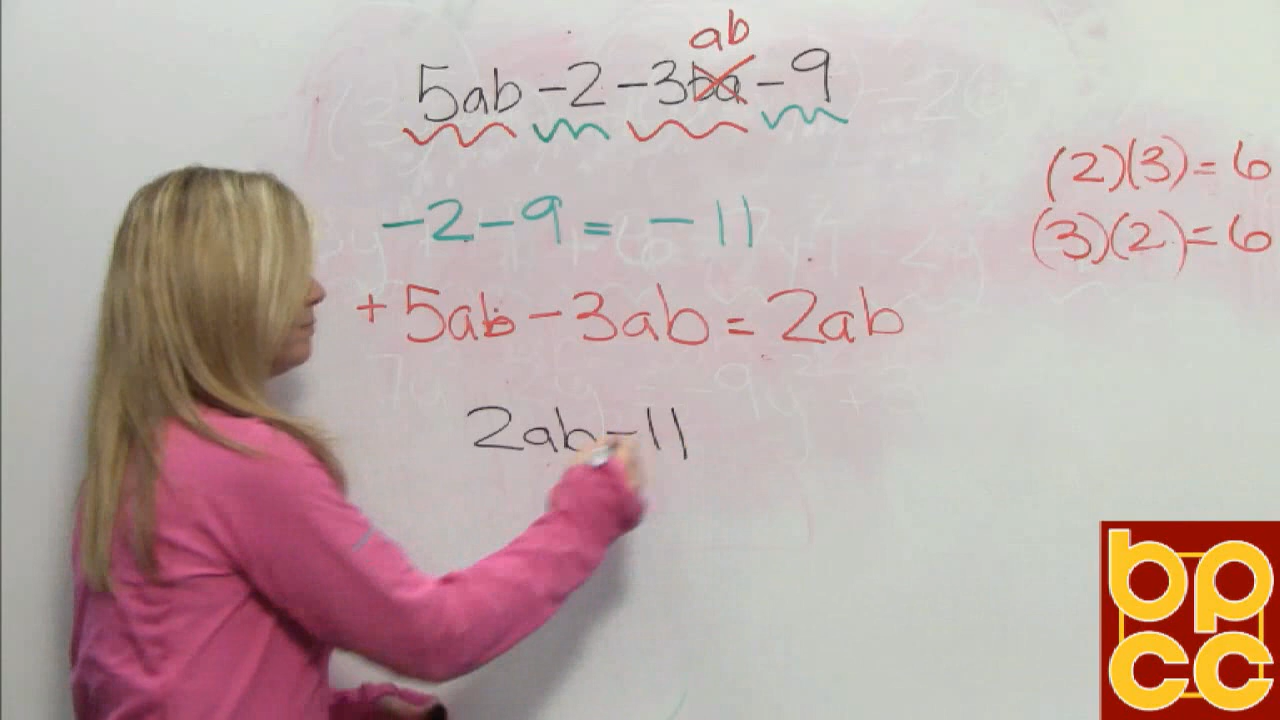 ab
5ab - 2 - 3ba - 9
(2)(3) = 6
-2 - 9 = -11
(3)(2) = 6
+ 5ab - 3ab = 2ab
2ab - 11
bp
cc